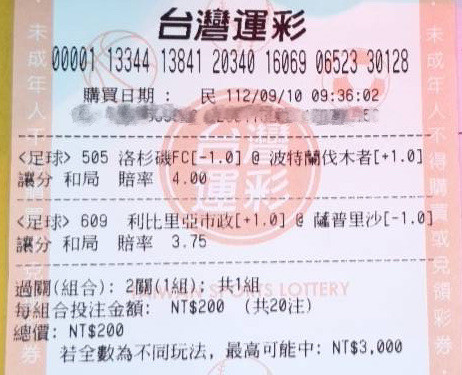 台灣運彩
00001 13344 13841 20340 16069 06523 30128
購買日期： 民 112/09/10 09:36:02
<足球> 505 洛杉磯FC[-1.0] @ 波特蘭伐木者[+1.0]
讓分 和局 賠率 4.00
<足球> 609 利比里亞市政[+1.0] @ 薩普里沙[-1.0]
讓分 和局 賠率 3.75
過關(組合): 2關(1組); 共1組
每組合投注金額: NT$200 (共20注)
總價: NT$200
若全數為不同玩法, 最高可能中: NT$3,000
台灣運彩
TAIWAN SPORTS LOTTERY
未成年人不得購買或兌領彩券
未成年人不得購買或兌領彩券